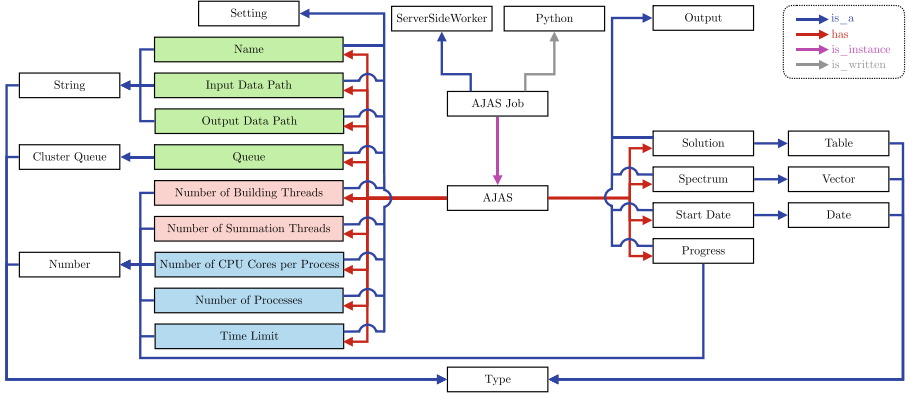 Setting
ServerSideWorker
Python
Output
is_a
has
is_instance
is_written
Name
String
Input Data Path
AJAS Job
Output Data Path
Solution
Table
Cluster Queue
Queue
Spectrum
Vector
Number of Building Threads
AJAS
Start Date
Date
Number of Summation Threads
Progress
Number
Number of CPU Cores per Process
Number of Processes
Time Limit
Type